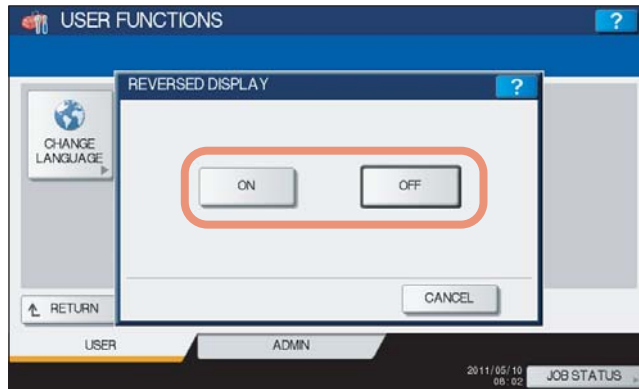 USER FUNCTIONS
?
REVERSED DISPLAY
?
CHANGE
LANGUAGE
ON
OFF
CANCEL
RETURN
USER
ADMIN
2011/05/10
08:02
JOB STATUS